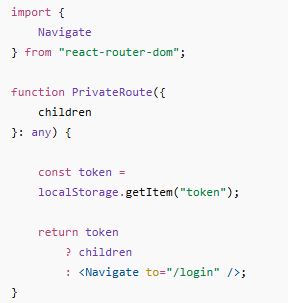 import {
    Navigate
} from "react-router-dom";

function PrivateRoute({
    children
}: any) {

    const token =
    localStorage.getItem("token");

    return token
        ? children
        : <Navigate to="/login" />;
}